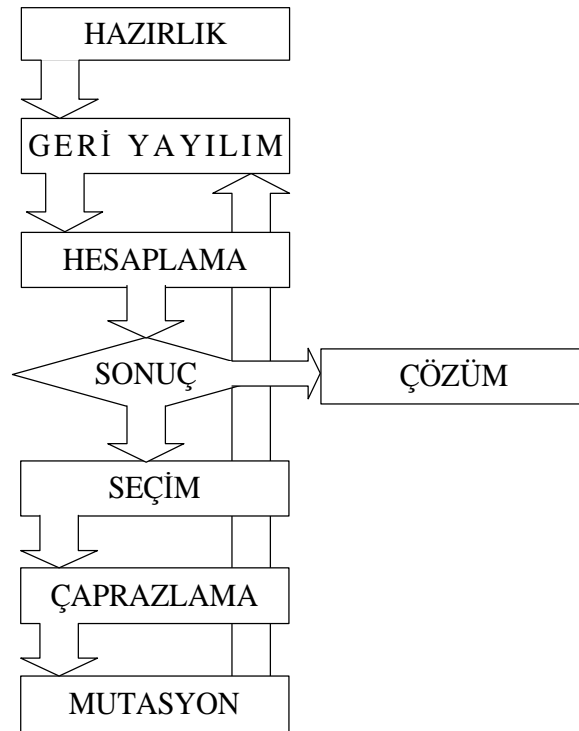 HAZIRLIK
GERİ YAYILIM
HESAPLAMA
SONUÇ
ÇÖZÜM
SEÇİM
ÇAPRAZLAMA
MUTASYON